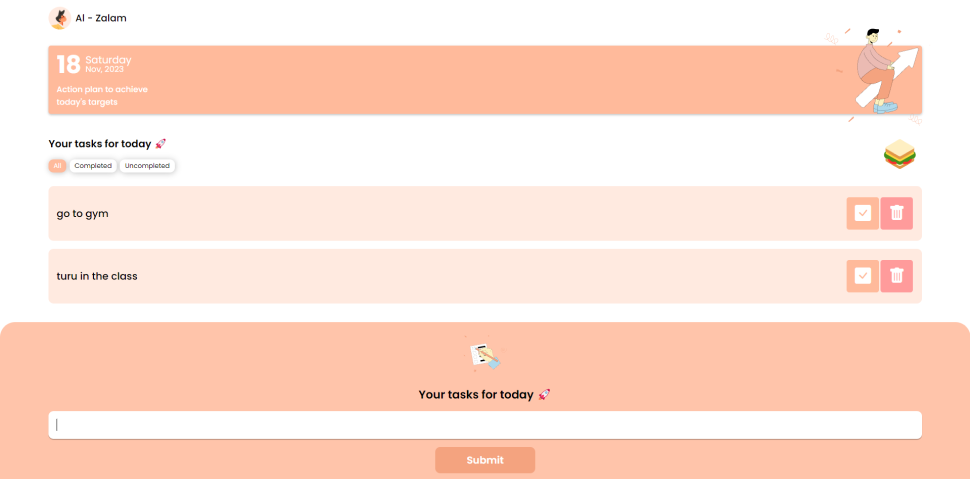 Al - Zalam
18 Saturday
Nov, 2023
Action plan to achieve
today's targets
Your tasks for today 🚀
All Completed Uncompleted
go to gym
turu in the class
Your tasks for today 🚀
Submit